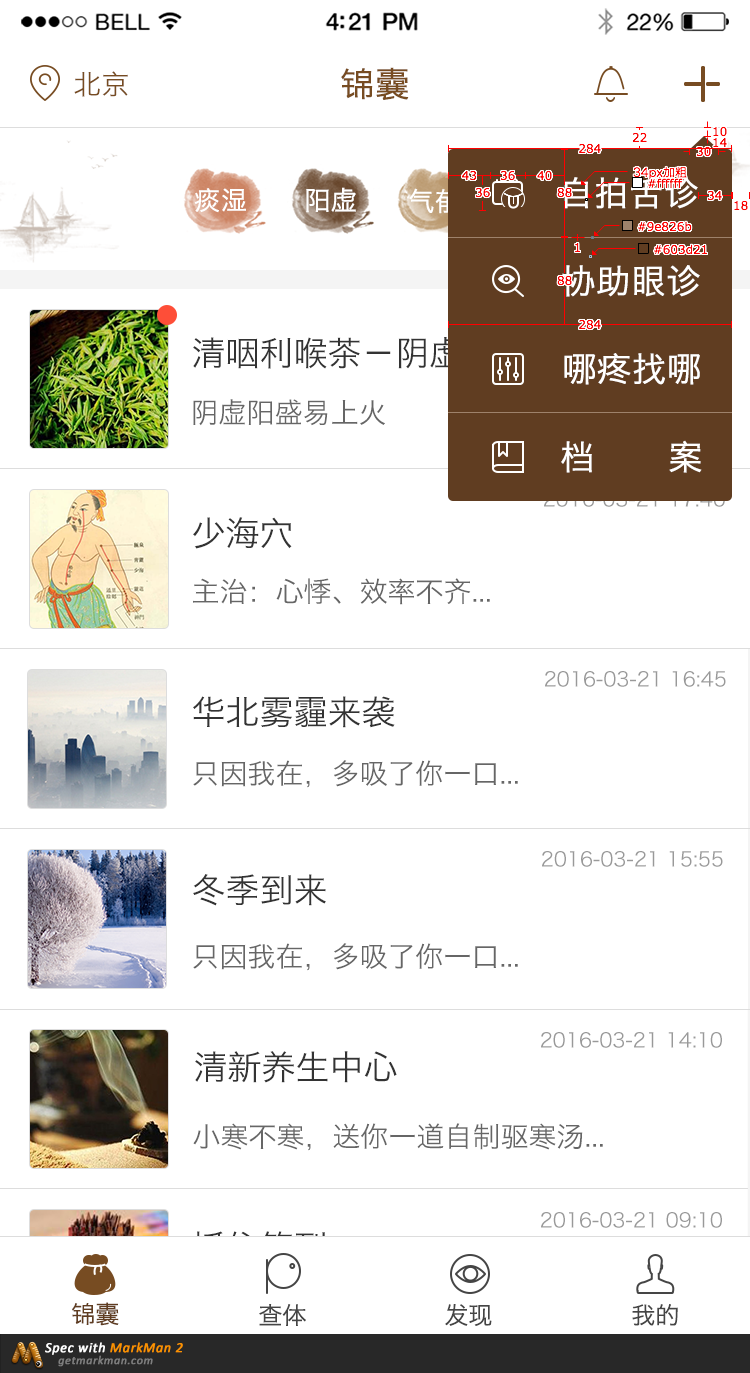 BELL 4:21 PM 22%
北京 锦囊
10
22
14
284 30
痰湿 阳虚 气郁
43 36 40 34px加粗
#ffffff
36 88 34 18
自拍舌诊
#9e826b
1 #603d21
88 协助眼诊
284
哪疼找哪
档 案
清咽利喉茶－阴虚
阴虚阳盛易上火
2016-03-21 17:40
少海穴
主治：心悸、效率不齐...
2016-03-21 16:45
华北雾霾来袭
只因我在，多吸了你一口...
2016-03-21 15:55
冬季到来
只因我在，多吸了你一口...
2016-03-21 14:10
清新养生中心
小寒不寒，送你一道自制驱寒汤...
2016-03-21 09:10
锦囊 查体 发现 我的
Spec with MarkMan 2
getmarkman.com